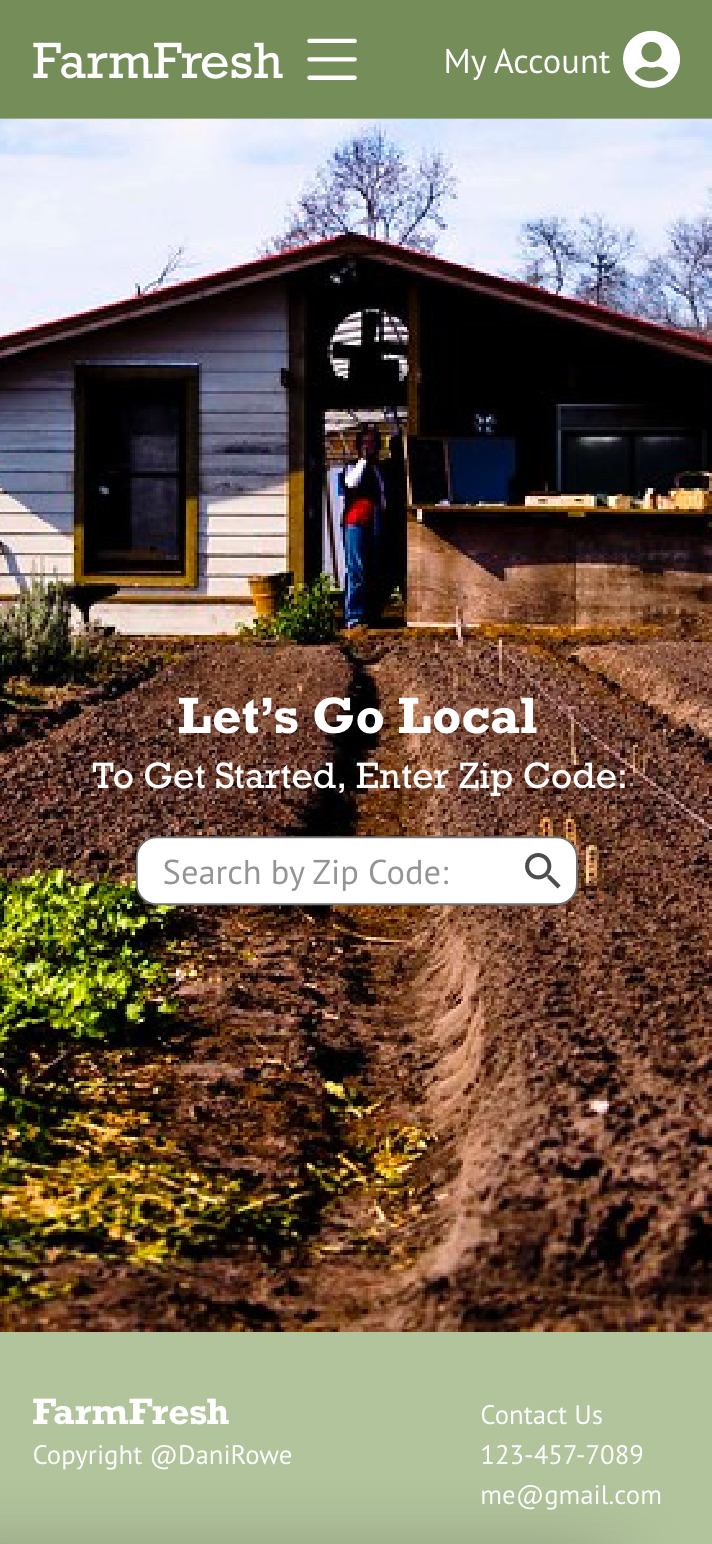 FarmFresh
My Account
Let's Go Local
To Get Started, Enter Zip Code:
Search by Zip Code:
FarmFresh
Copyright @DaniRowe
Contact Us
123-457-7089
me@gmail.com